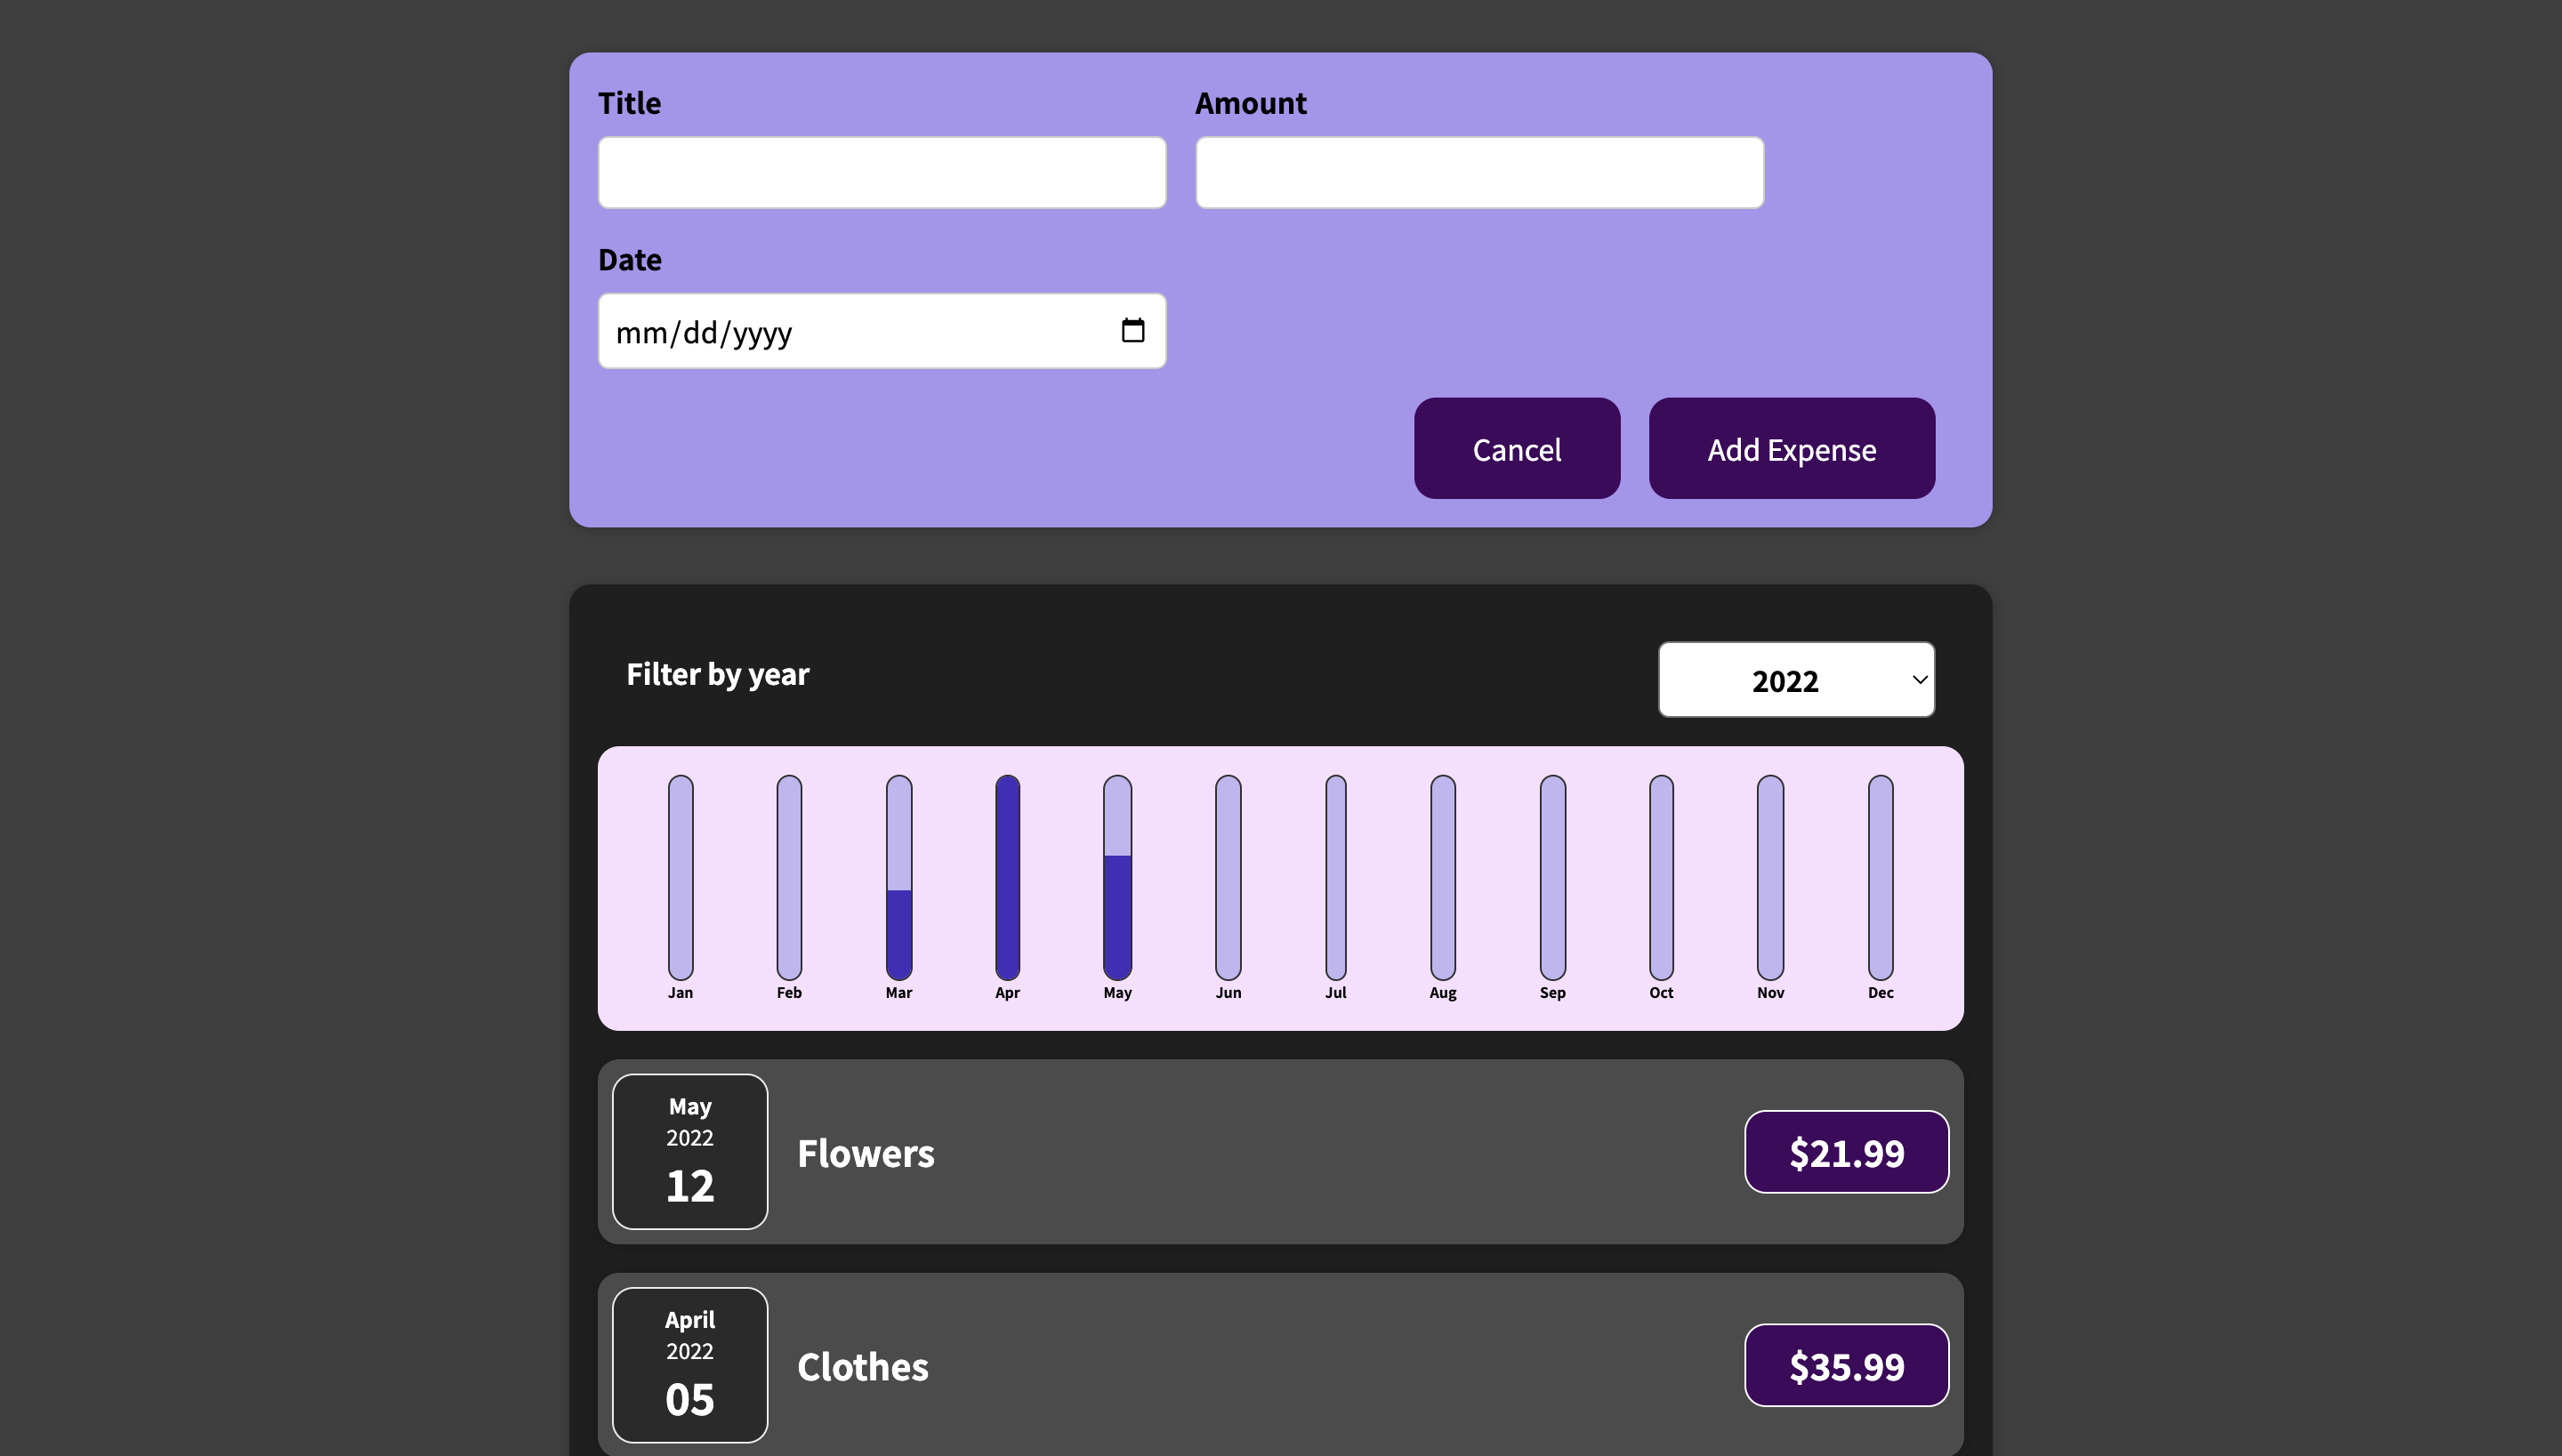 Title
Amount
Date
mm/dd/yyyy
Cancel
Add Expense
Filter by year
2022
Jan
Feb
Mar
Apr
May
Jun
Jul
Aug
Sep
Oct
Nov
Dec
May
2022
12
Flowers
$21.99
April
2022
05
Clothes
$35.99